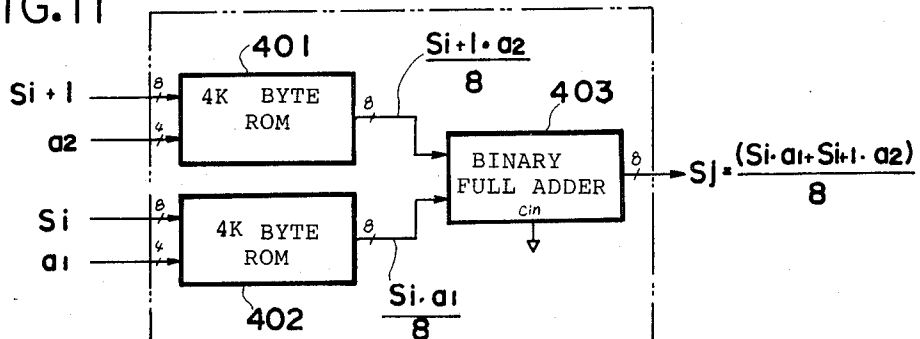 IG.11
401
Si+1·a2
8
Si+1
8
4K BYTE
ROM
8
403
a2
4
BINARY
FULL ADDER
cin
8
Sj=(Si·a1+Si+1·a2)
8
Si
8
4K BYTE
ROM
8
a1
4
402
Si·a1
8